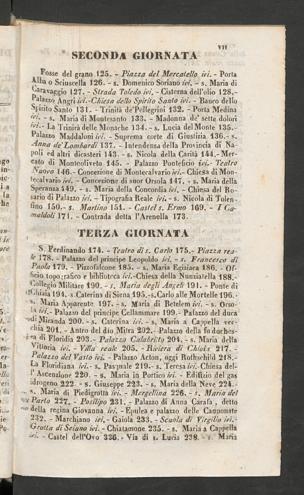 VII
SECONDA GIORNATA
Fosse del grano 125. - Piazza del Mercatello ivi. - Porta
Alba o Sciuscella 126. - s. Domenico Soriano ivi. - s. Maria di
Caravaggio 127. - Strada Toledo ivi. - Cisterna dell'olio 128. -
Palazzo Angri ivi. - Chiesa dello Spirito Santo ivi. - Banco dello
Spirito Santo 131. - Trinità de'Pellegrini 132. - Porta Medina
ivi. - s. Maria di Montesanto 133. - Madonna de' sette dolori
ivi. - La Trinità delle Monache 134. - s. Lucia del Monte 135. -
Palazzo Maddaloni ivi. - Suprema corte di Giustizia 136. - s.
Anna de' Lombardi 137. - Intendenza della Provincia di Na-
poli ed altri dicasteri 143. - s. Nicola della Carità 144. - Mer-
cato di Monteoliveto 145. - Palazzo Pontificio ivi. - Teatro
Nuovo 146. - Concezione di Montecalvario ivi. - Chiesa di Mon-
tecalvario ivi. - Concezione di suor Orsola 147. - s. Maria della
Speranza 149. - s. Maria della Concordia ivi. - Chiesa del Ro-
sario di Palazzo ivi. - Tipografia Reale ivi. - s. Nicola di Tolen-
tino 150. - s. Martino 151. - Castel s. Ermo 169. - I Ca-
maldoli 171. - Contrada detta l'Arenella 173.
TERZA GIORNATA
S. Ferdinando 174. - Teatro di s. Carlo 175. - Piazza rea-
le 178. - Palazzo del principe Leopoldo ivi. - s. Francesco di
Paola 179. - Pizzofalcone 185. - s. Maria Egiziaca 186. - Of-
ficio topografico e biblioteca ivi. - Chiesa della Nunziatella 188. -
Collegio Militare 190. - s. Maria degli Angeli 191. - Ponte di
Chiaia 194. - s. Caterina di Siena 195. - s. Carlo alle Mortelle 196. -
s. Maria Apparente 197. - s. Maria di Betelem ivi. - s. Orso-
la ivi. - Palazzo del principe Cellammare 199. - Palazzo del duca
di Miranda 200. - s. Caterina ivi. - s. Maria a Cappella vec-
chia 201. - Antro del dio Mitra 202. - Palazzo della fu duches-
sa di Floridia 203. - Palazzo Calabritto 204. - s. Maria della
Vittoria ivi. - Villa reale 205. - Riviera di Chiaia 217. -
Palazzo del Vasto ivi. - Palazzo Acton, oggi Rothschild 218. -
La Floridiana ivi. - s. Pasquale 219. - s. Teresa ivi. - Chiesa del-
l'Ascensione 220. - s. Maria in Portico ivi. - Edifizio del gas
idrogeno 222. - s. Giuseppe 223. - s. Maria della Neve 224. -
s. Maria di Piedigrotta ivi. - Mergellina 226. - s. Maria del
Parto 227. - Posilipo 231. - Palazzo di Anna Carafa, detto
della regina Giovanna ivi. - Epulea e palazzo delle Cannonate
232. - Marchiano ivi. - Gaiola 233. - Scuola di Virgilio ivi. -
Grotta di Seiano ivi. - Chiatamone 235. - s. Maria a Cappella
ivi. - Castel dell'Ovo 236. - Via di s. Lucia 238. - s. Maria